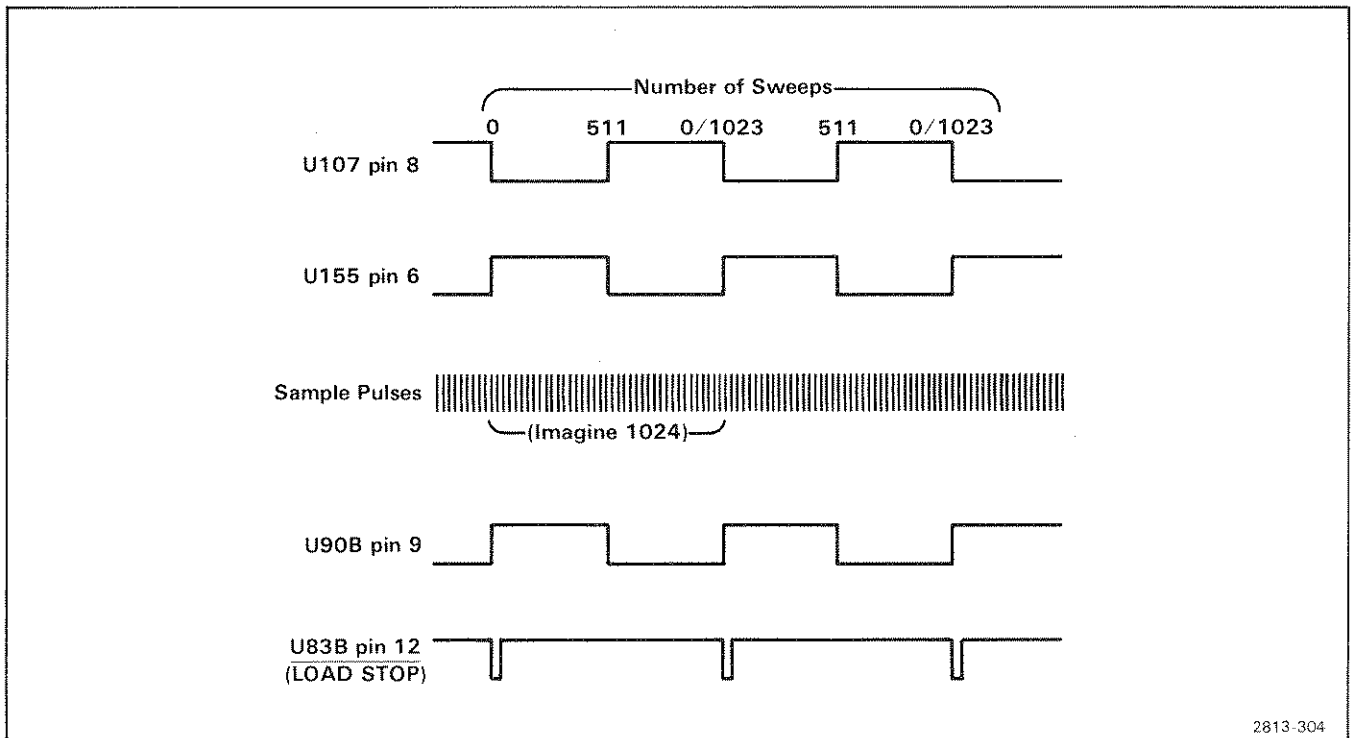 Number of Sweeps
0 511 0/1023 511 0/1023
U107 pin 8
U155 pin 6
Sample Pulses
(Imagine 1024)
U90B pin 9
U83B pin 12
(LOAD STOP)
2813-304